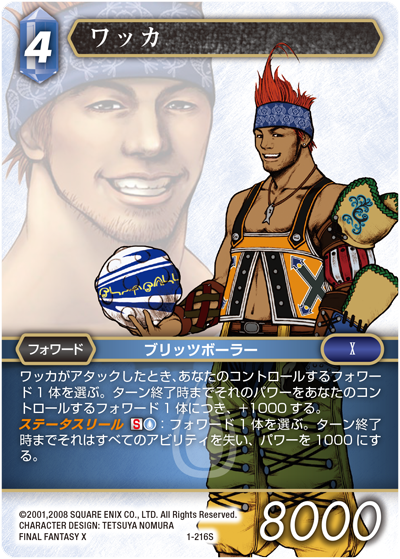 4
ワッカ
フォワード
ブリッツボーラー
X
ワッカがアタックしたとき、あなたのコントロールするフォワー
ド1体を選ぶ。ターン終了時までそのパワーをあなたのコン
トロールするフォワード1体につき、+1000する。
ステータスリール S水：フォワード1体を選ぶ。ターン終了
時までそれはすべてのアビリティを失い、パワーを1000にす
る。
©2001,2008 SQUARE ENIX CO., LTD. All Rights Reserved.
CHARACTER DESIGN: TETSUYA NOMURA
FINAL FANTASY X
1-216S
8000